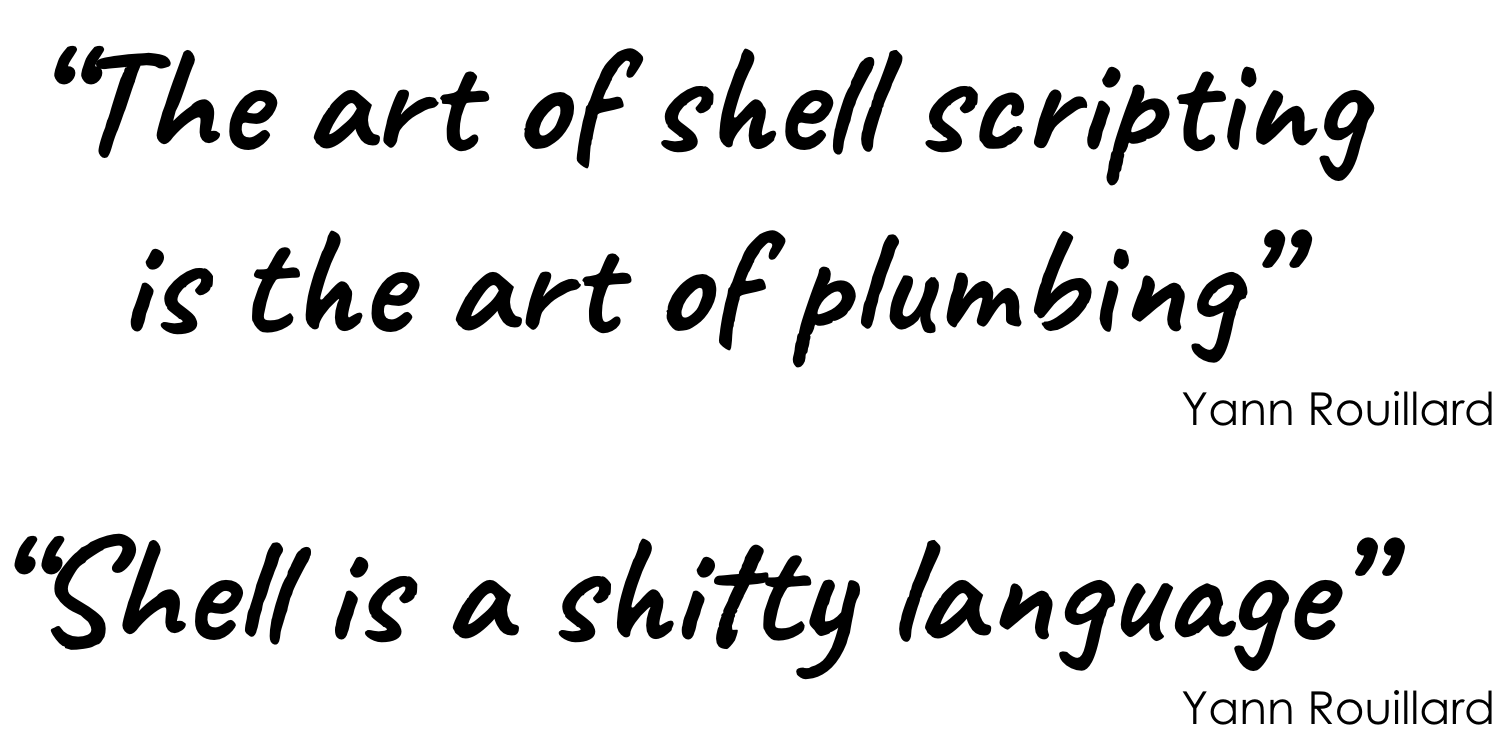 “The art of shell scripting
is the art of plumbing”
Yann Rouillard
“Shell is a shitty language”
Yann Rouillard